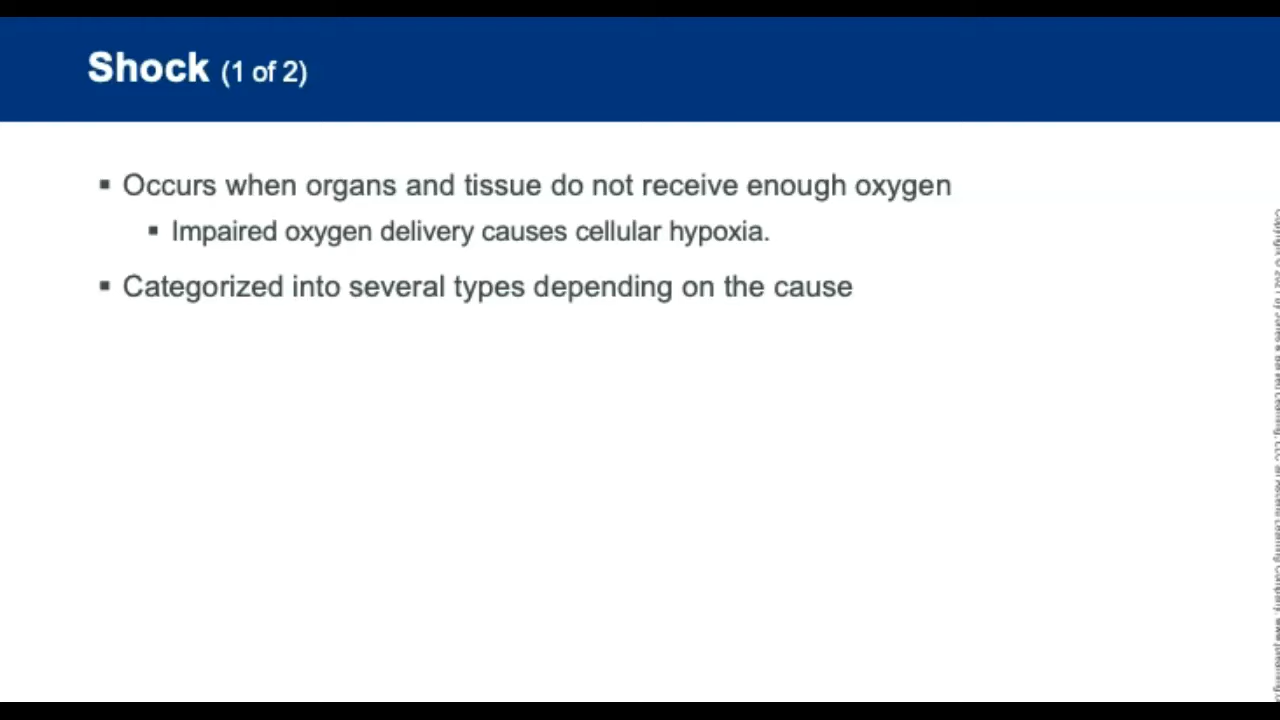 Shock (1 of 2)
▪ Occurs when organs and tissue do not receive enough oxygen
▪ Impaired oxygen delivery causes cellular hypoxia.
▪ Categorized into several types depending on the cause